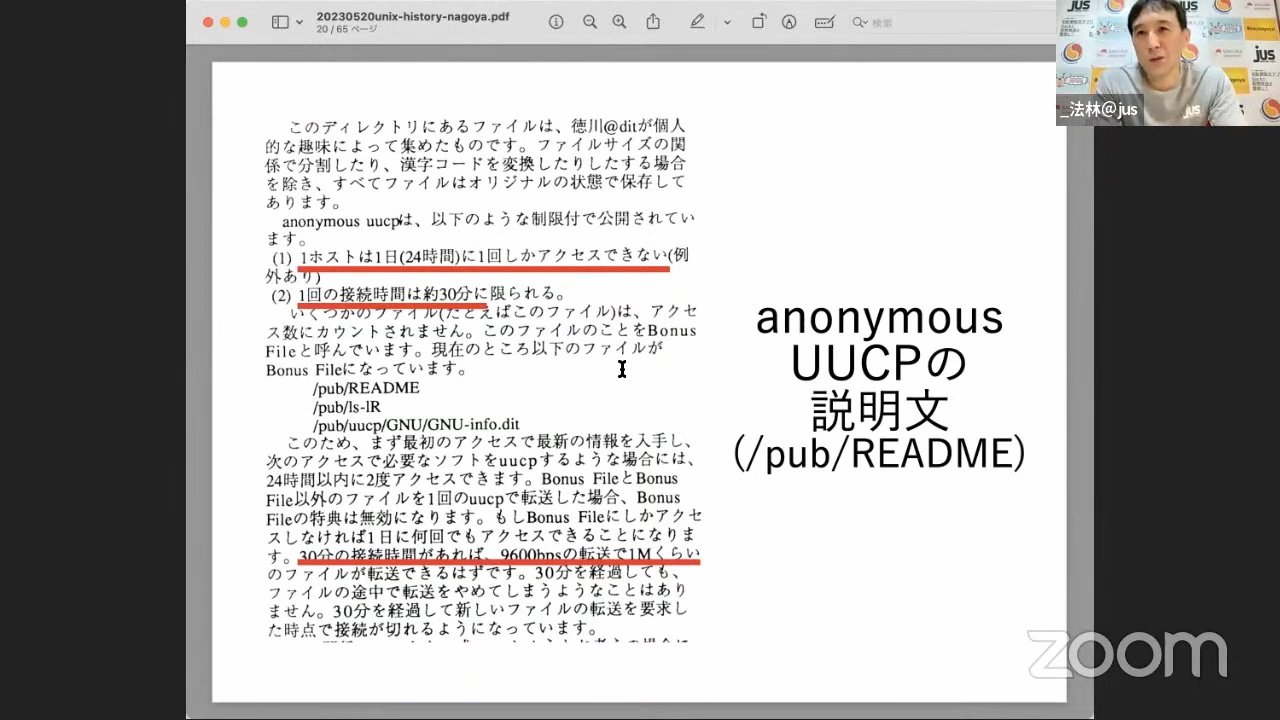 20230520unix-history-nagoya.pdf
20 / 65 ページ
検索
このディレクトリにあるファイルは、徳川@ditが個人
的な趣味によって集めたものです。ファイルサイズの関
係で分割したり、漢字コードを変換したりしたする場合
を除き、すべてファイルはオリジナルの状態で保存して
あります。
anonymous uucpは、以下のような制限付で公開されてい
ます。
(1) 1ホストは1日(24時間)に1回しかアクセスできない(例
外あり)
(2) 1回の接続時間は約30分に限られる。
いくつかのファイル(たとえばこのファイル)は、アクセ
ス数にカウントされません。このファイルのことをBonus
Fileと呼んでいます。現在のところ以下のファイルが
Bonus Fileになっています。
/pub/README
/pub/ls-lR
/pub/uucp/GNU/GNU-info.dit
このため、まず最初のアクセスで最新の情報を入手し、
次のアクセスで必要なソフトをuucpするような場合には、
24時間以内に2度アクセスできます。Bonus FileとBonus
File以外のファイルを1回のuucpで転送した場合、Bonus
Fileの特典は無効になります。もしBonus Fileにしかアクセ
スしなければ1日に何回でもアクセスできることになりま
す。30分の接続時間があれば、9600bpsの転送で1Mくらい
のファイルが転送できるはずです。30分を経過しても、
ファイルの途中で転送をやめてしまうようなことはあり
ません。30分を経過して新しいファイルの転送を要求し
た時点で接続が切れるようになっています。
anonymous
UUCPの
説明文
(/pub/README)
_法林@jus
jus
jus
jus
zoom